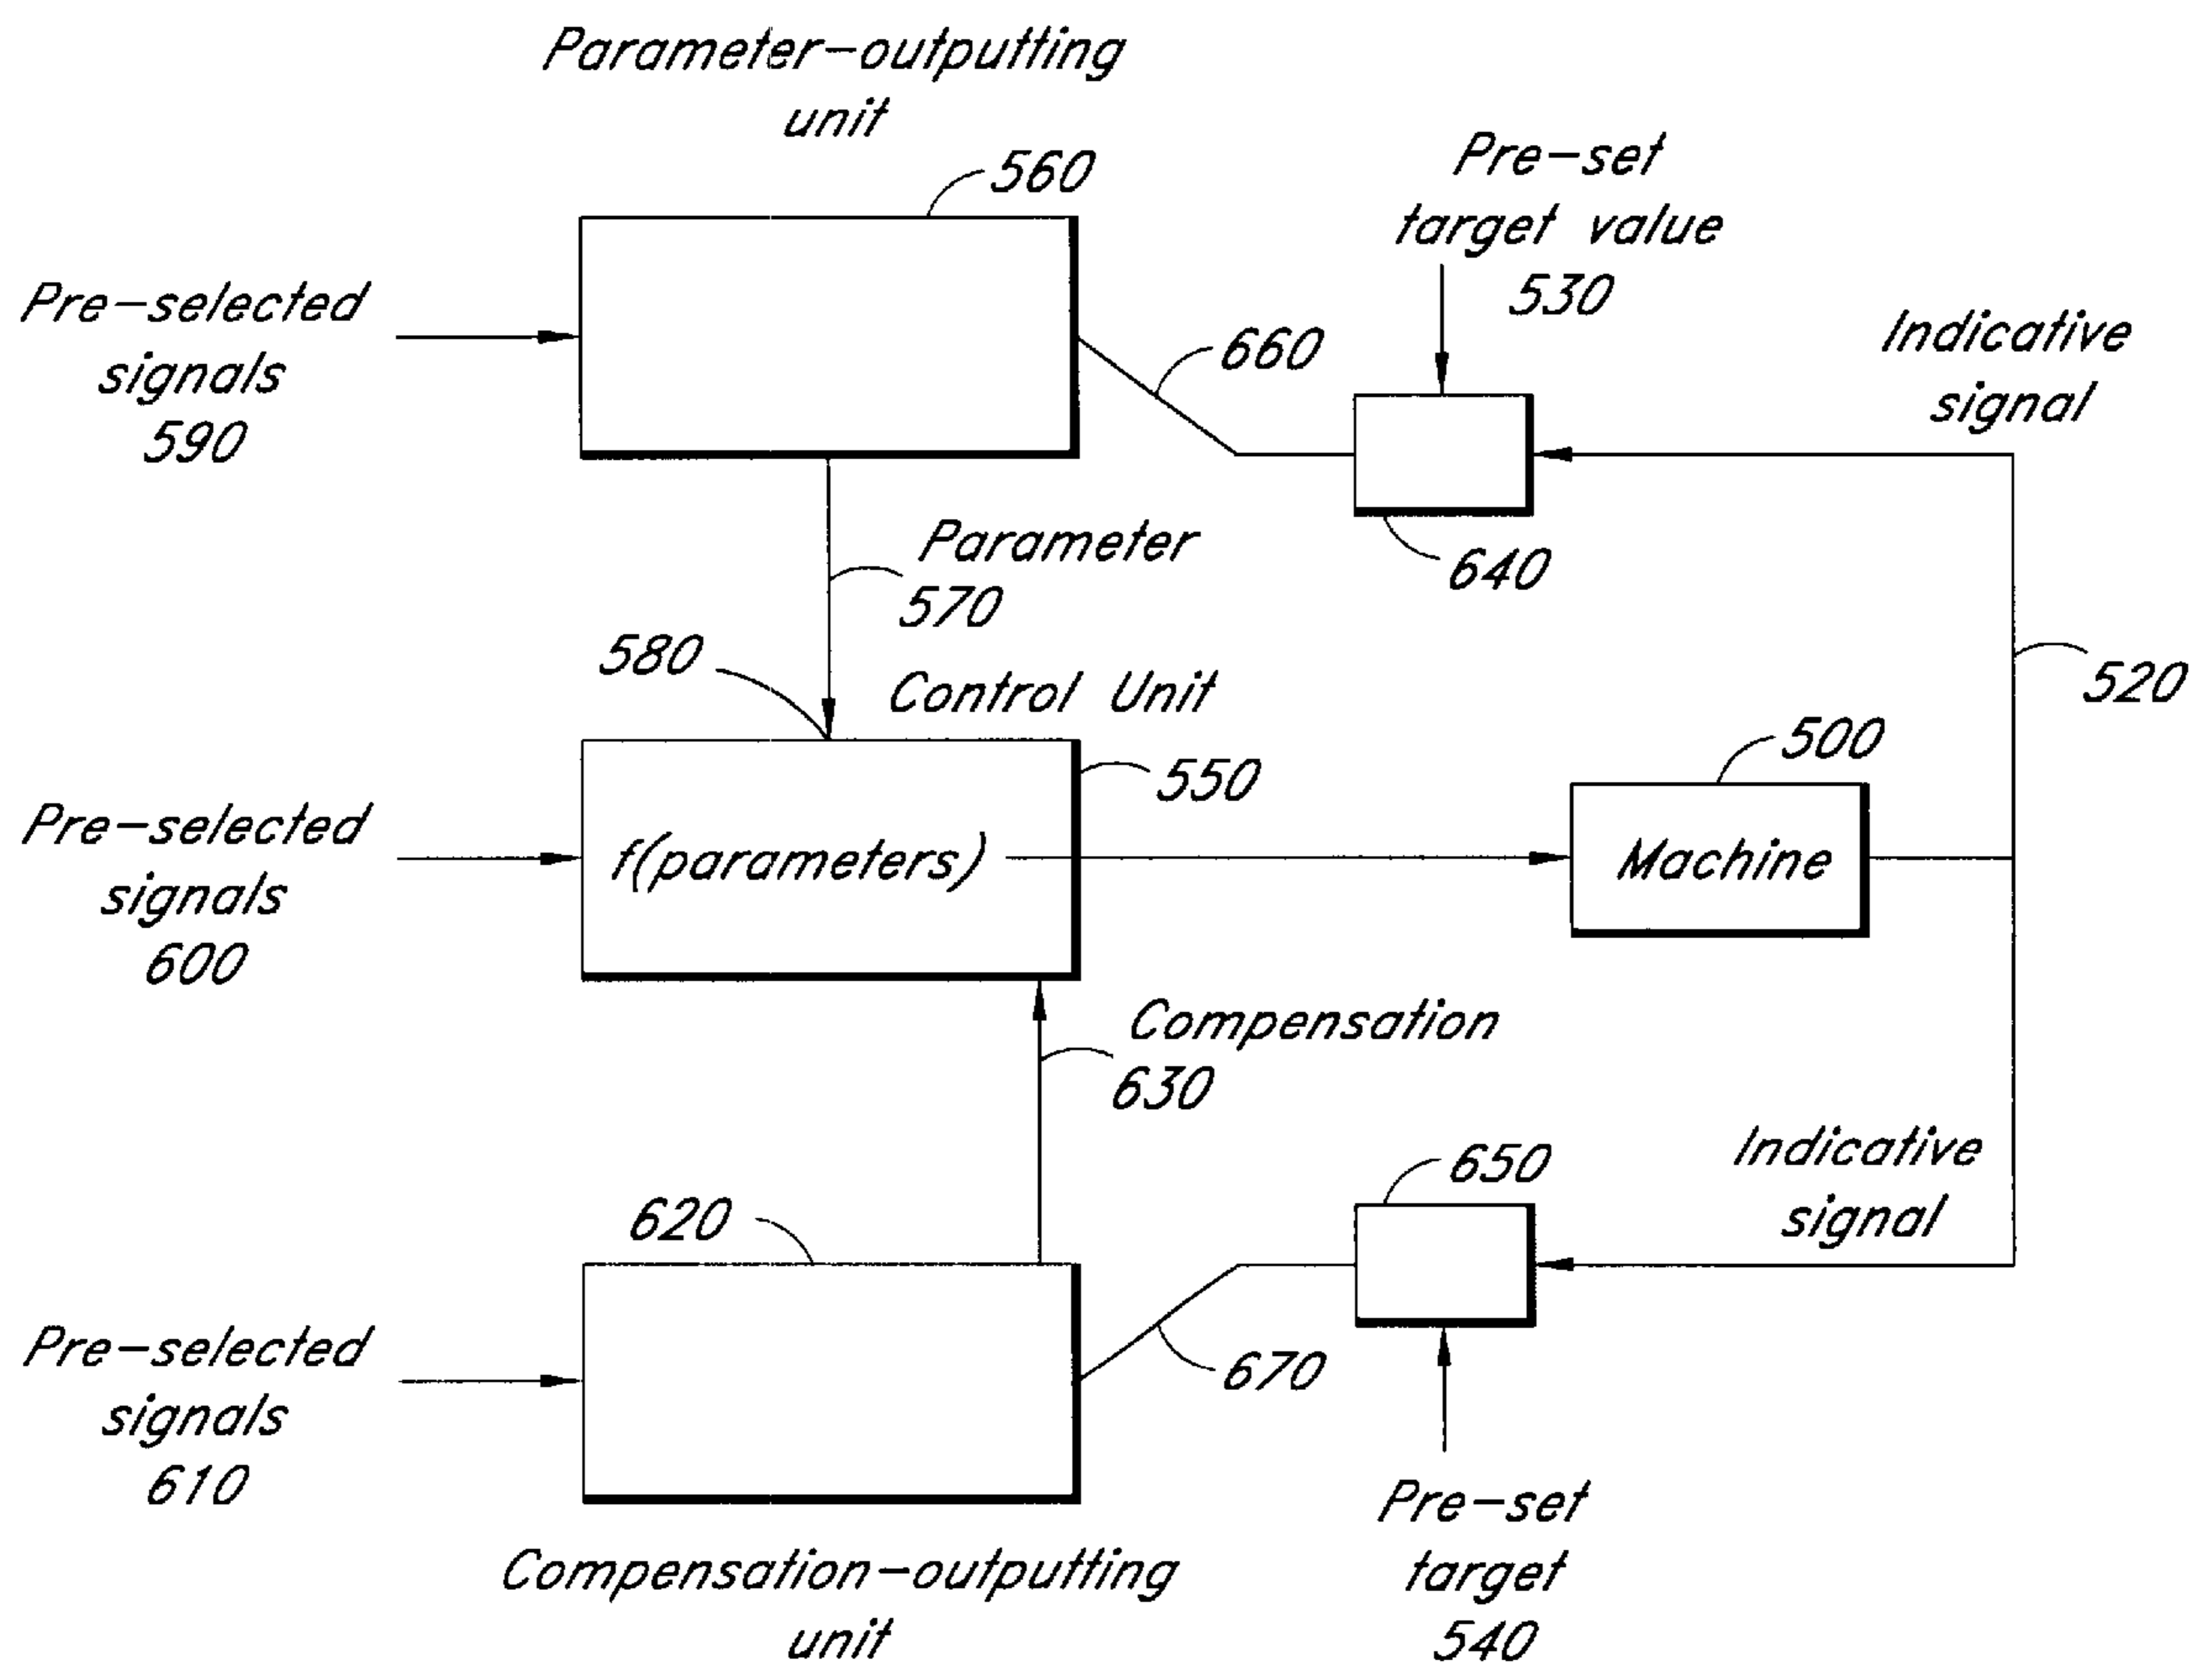 Parameter-outputting
unit
560
Pre-set
target value
530
Pre-selected
signals
590
660
Indicative
signal
640
Parameter
570
580
Control Unit
520
500
550
Pre-selected
signals
600
f(parameters)
Machine
Compensation
630
650
Indicative
signal
620
670
Pre-selected
signals
610
Pre-set
target
540
Compensation-outputting
unit